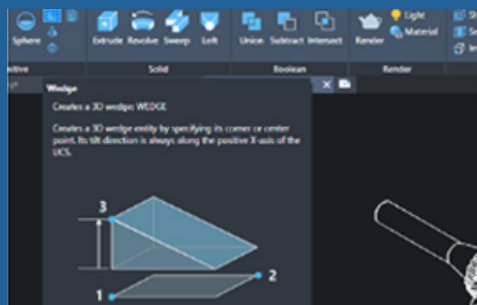 Sphere Extrude Revolve Sweep Loft Union Subtract Intersect Render Light
Material
Solid Boolean Render
Wedge
Creates a 3D wedge: WEDGE
Creates a 3D wedge entity by specifying its corner or center
point. Its tilt direction is always along the positive X-axis of the
UCS.
3
2
1